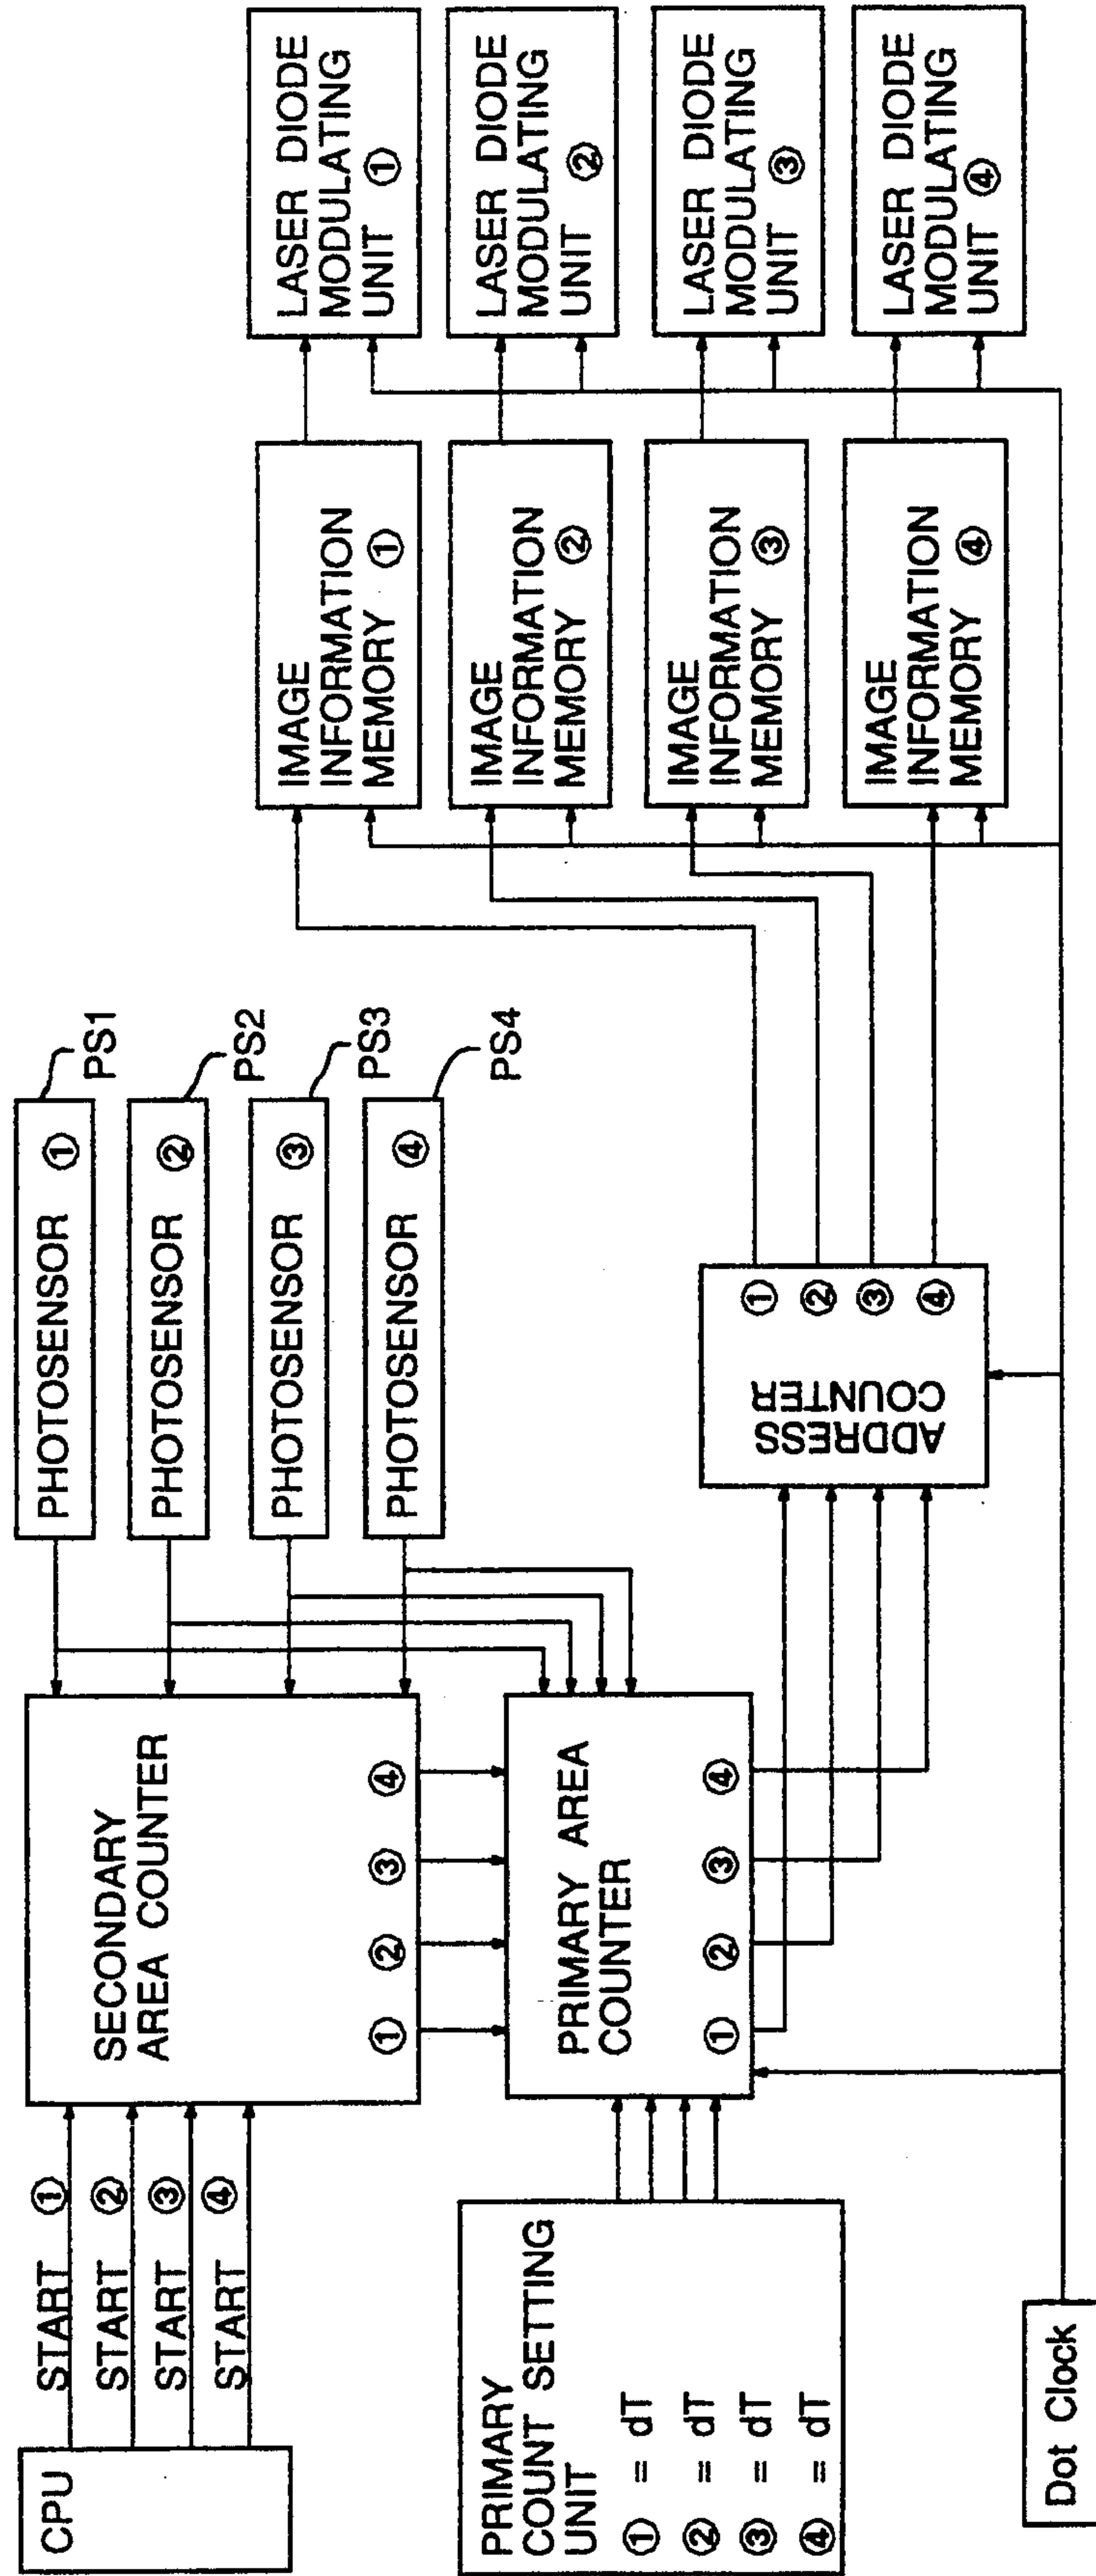 CPU
START ①
START ②
START ③
START ④
SECONDARY
AREA COUNTER
① ② ③ ④
PHOTOSENSOR ①
PS1
PHOTOSENSOR ②
PS2
PHOTOSENSOR ③
PS3
PHOTOSENSOR ④
PS4
PRIMARY
COUNT SETTING
UNIT
① = dT
② = dT
③ = dT
④ = dT
PRIMARY AREA
COUNTER
① ② ③ ④
ADDRESS
COUNTER
①
②
③
④
IMAGE
INFORMATION
MEMORY ①
IMAGE
INFORMATION
MEMORY ②
IMAGE
INFORMATION
MEMORY ③
IMAGE
INFORMATION
MEMORY ④
LASER DIODE
MODULATING
UNIT ①
LASER DIODE
MODULATING
UNIT ②
LASER DIODE
MODULATING
UNIT ③
LASER DIODE
MODULATING
UNIT ④
Dot Clock